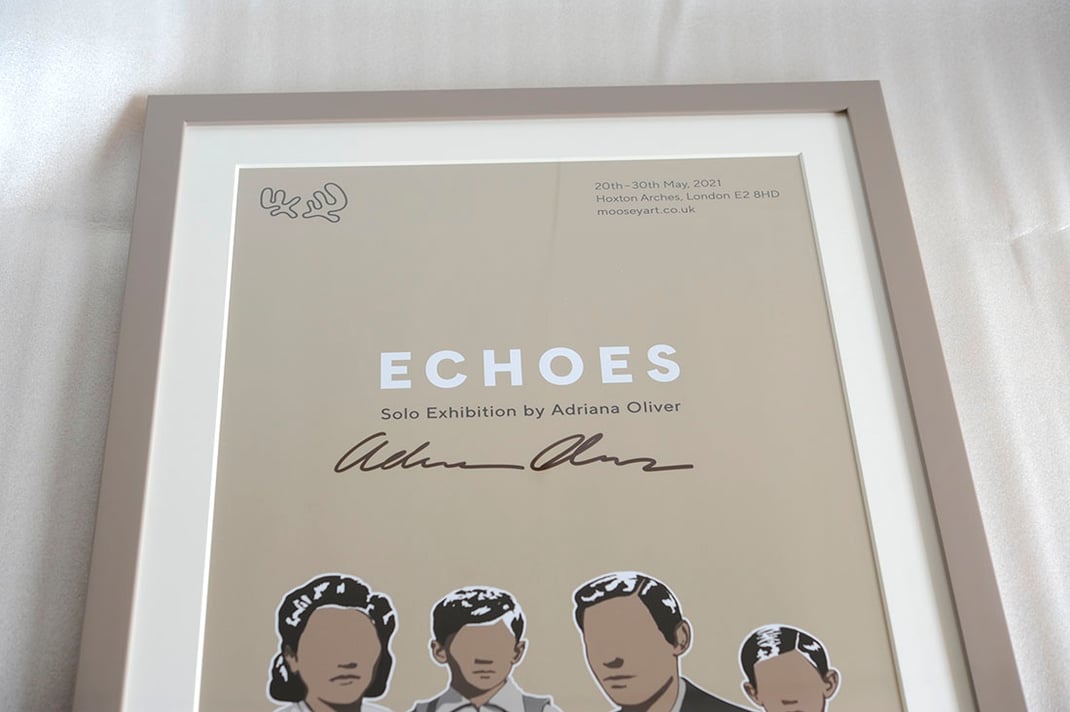 20th–30th May, 2021
Hoxton Arches, London E2 8HD
mooseyart.co.uk
ECHOES
Solo Exhibition by Adriana Oliver